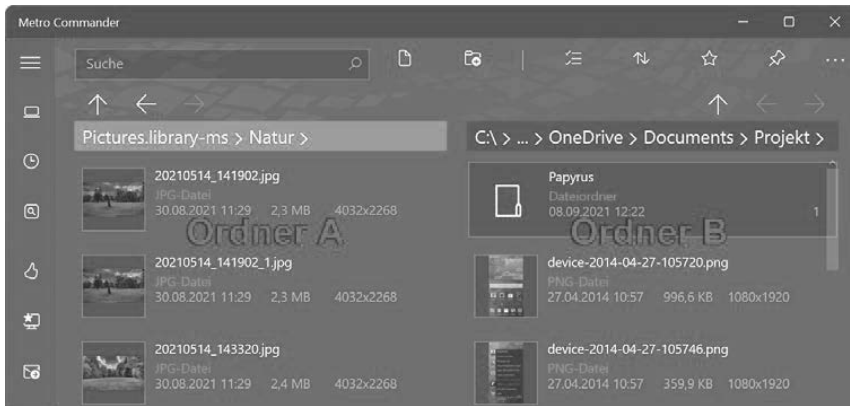 Metro Commander
Suche
Pictures.library-ms > Natur >
C:\ > ... > OneDrive > Documents > Projekt >
20210514_141902.jpg
JPG-Datei
30.08.2021 11:29 2,3 MB 4032x2268
Papyrus
Dateiordner
08.09.2021 12:22 1
Ordner A
Ordner B
20210514_141902_1.jpg
JPG-Datei
30.08.2021 11:29 2,3 MB 4032x2268
device-2014-04-27-105720.png
PNG-Datei
27.04.2014 10:57 996,6 KB 1080x1920
20210514_143320.jpg
JPG-Datei
30.08.2021 11:29 2,4 MB 4032x2268
device-2014-04-27-105746.png
PNG-Datei
27.04.2014 10:57 359,9 KB 1080x1920